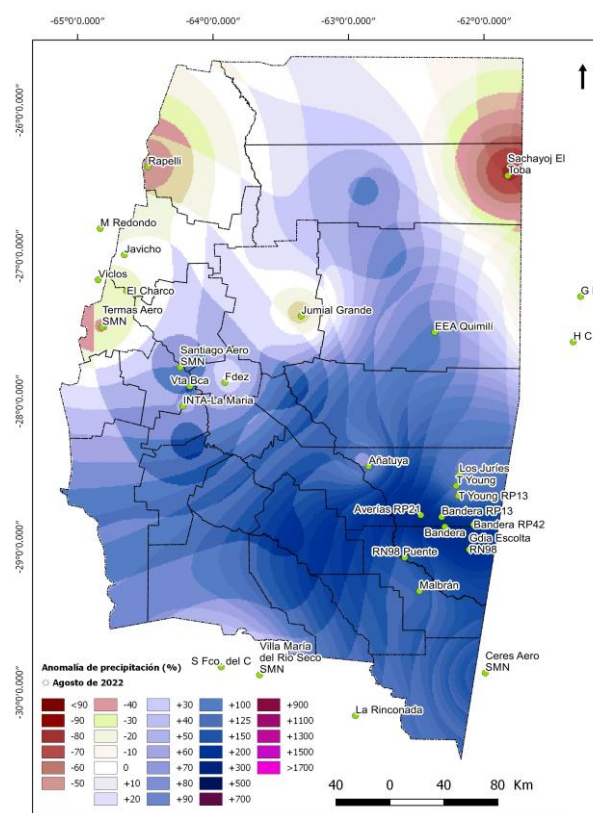 -65°0'0.000" -64°0'0.000" -63°0'0.000" -62°0'0.000"
-26°0'0.000"
-27°0'0.000"
-28°0'0.000"
-29°0'0.000"
-30°0'0.000"
Rapelli
Sachayoj El
Toba
M Redondo
Javicho
Viclos
El Charco
Termas Aero
SMN
Jumial Grande
EEA Quimilí
G
H C
Santiago Aero
SMN
Vta Bca
Fdez
INTA-La María
Añatuya
Los Juríes
T Young
T Young RP13
Averías RP21
Bandera RP13
Bandera RP42
Bandera
Gdia Escolta
RN98
RN98 Puente
Malbrán
S Fco. del C
Villa María
del Río Seco
SMN
Ceres Aero
SMN
La Rinconada
Anomalía de precipitación (%)
Agosto de 2022
<90 -40 +30 +100 +900
-90 -30 +40 +125 +1100
-80 -20 +50 +150 +1300
-70 -10 +60 +200 +1500
-60 0 +70 +300 >1700
-50 +10 +80 +500
+20 +90 +700
40 0 40 80 Km